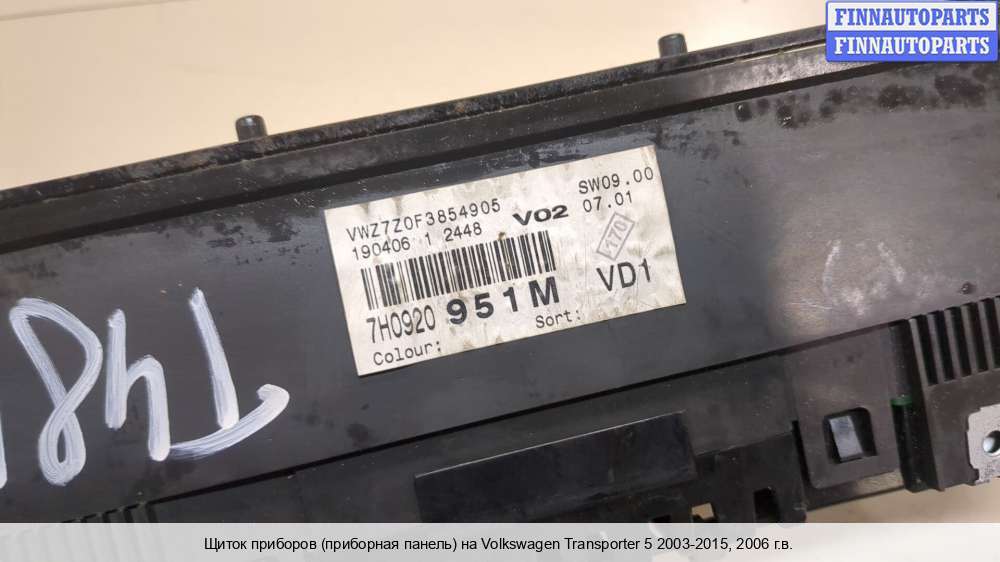 FINNAUTOPARTS
FINNAUTOPARTS
VWZ7Z0F3854905
190406 1 2448
V02
SW09.00
07.01
170
7H0920 951M
VD1
Colour:
Sort:
T48
Щиток приборов (приборная панель) на Volkswagen Transporter 5 2003-2015, 2006 г.в.